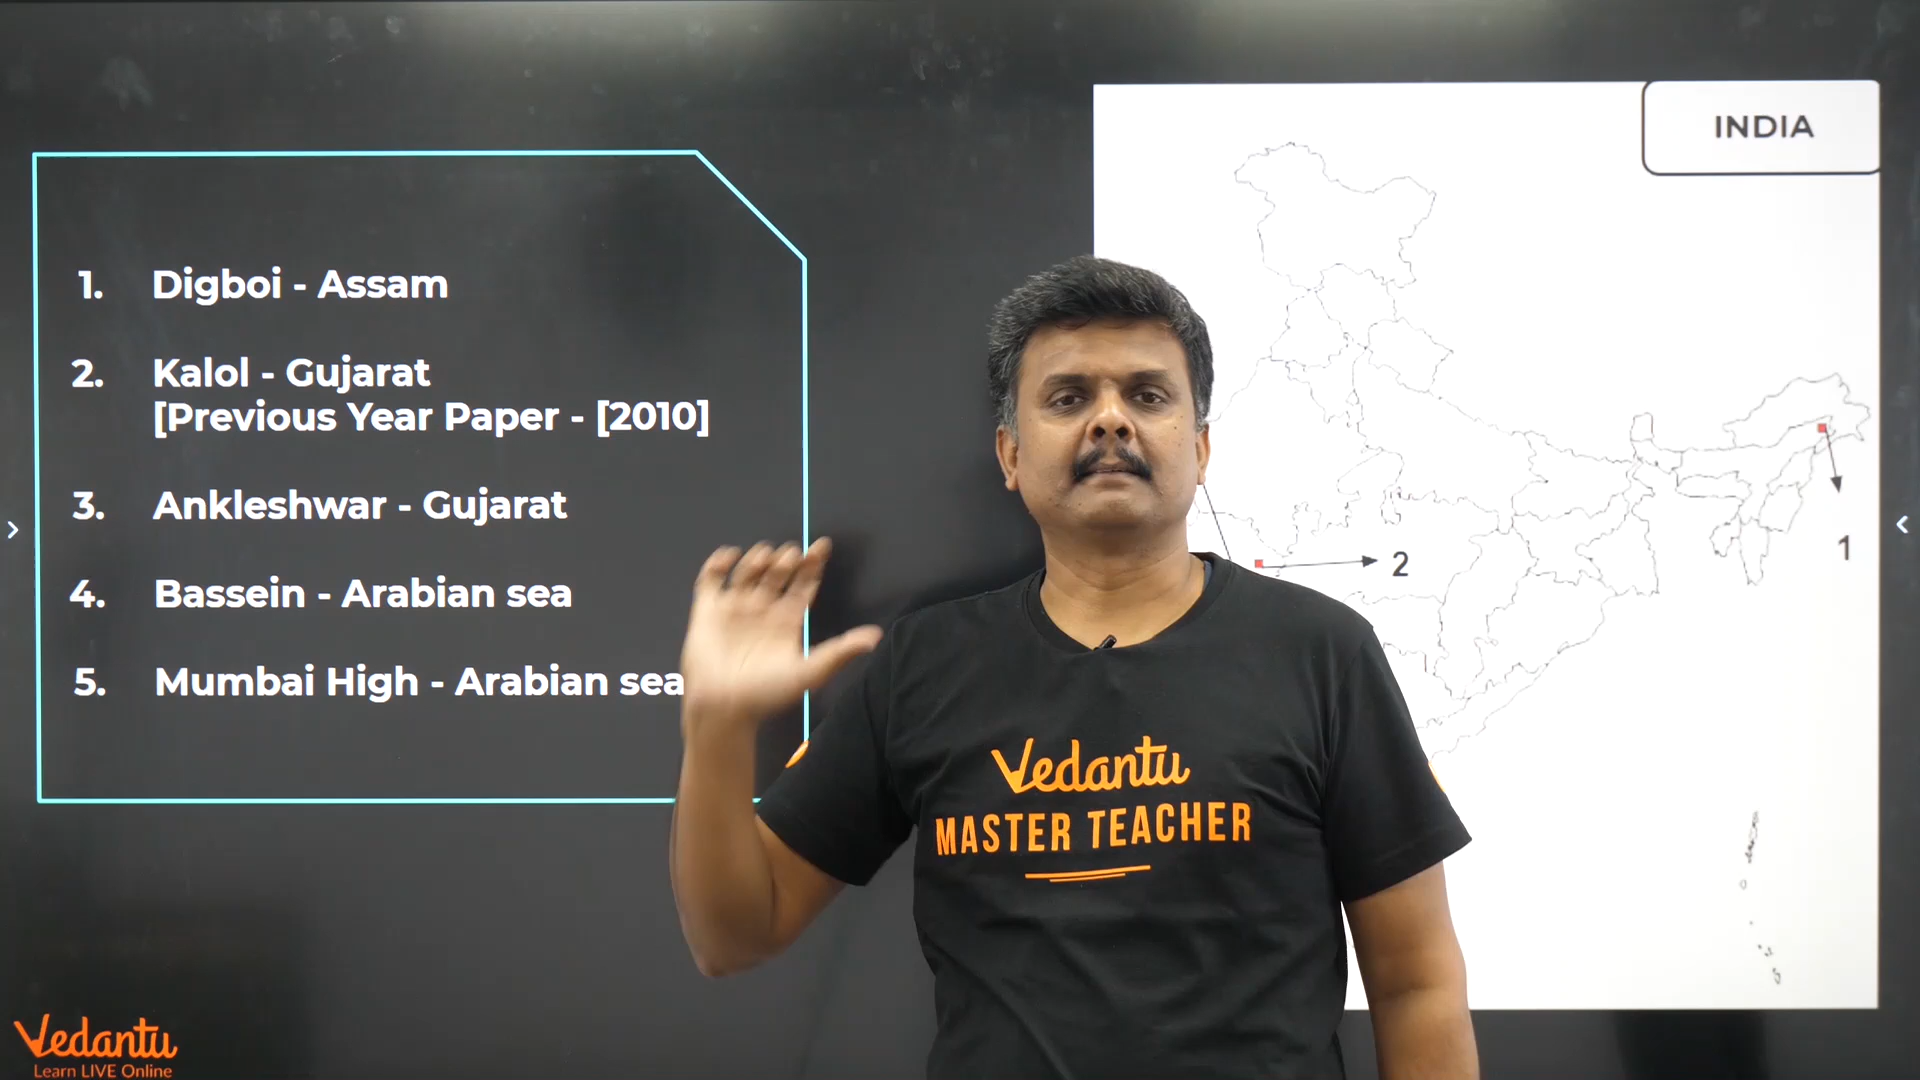 INDIA
1. Digboi - Assam
2. Kalol - Gujarat
[Previous Year Paper - [2010]
3. Ankleshwar - Gujarat
4. Bassein - Arabian sea
5. Mumbai High - Arabian sea
2
1
Vedantu
MASTER TEACHER
Vedantu
Learn LIVE Online